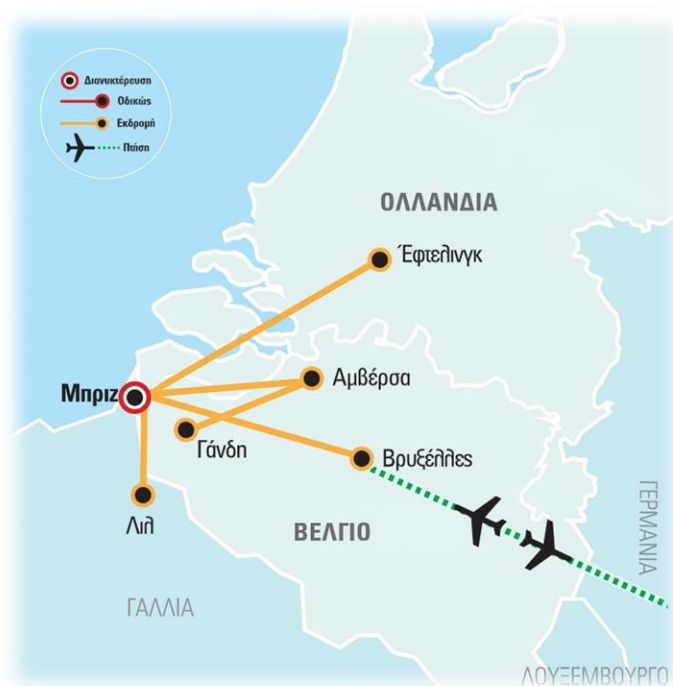 Διανυκτέρευση
Οδικώς
Εκδρομή
Πτήση
ΟΛΛΑΝΔΙΑ
Έφτελινγκ
Μπριζ
Αμβέρσα
Γάνδη
Βρυξέλλες
Λιλ
ΒΕΛΓΙΟ
ΓΕΡΜΑΝΙΑ
ΓΑΛΛΙΑ
ΛΟΥΞΕΜΒΟΥΡΓΟ